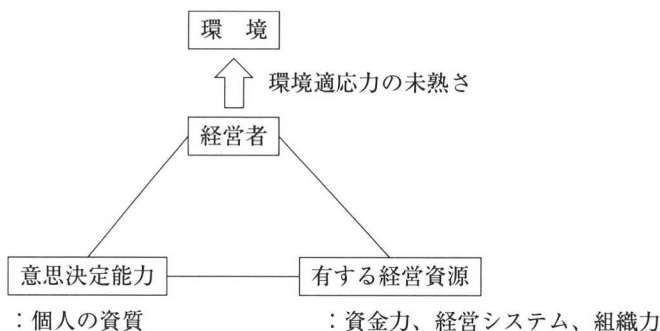 環　境
環境適応力の未熟さ
経営者
意思決定能力
有する経営資源
：個人の資質
：資金力、経営システム、組織力